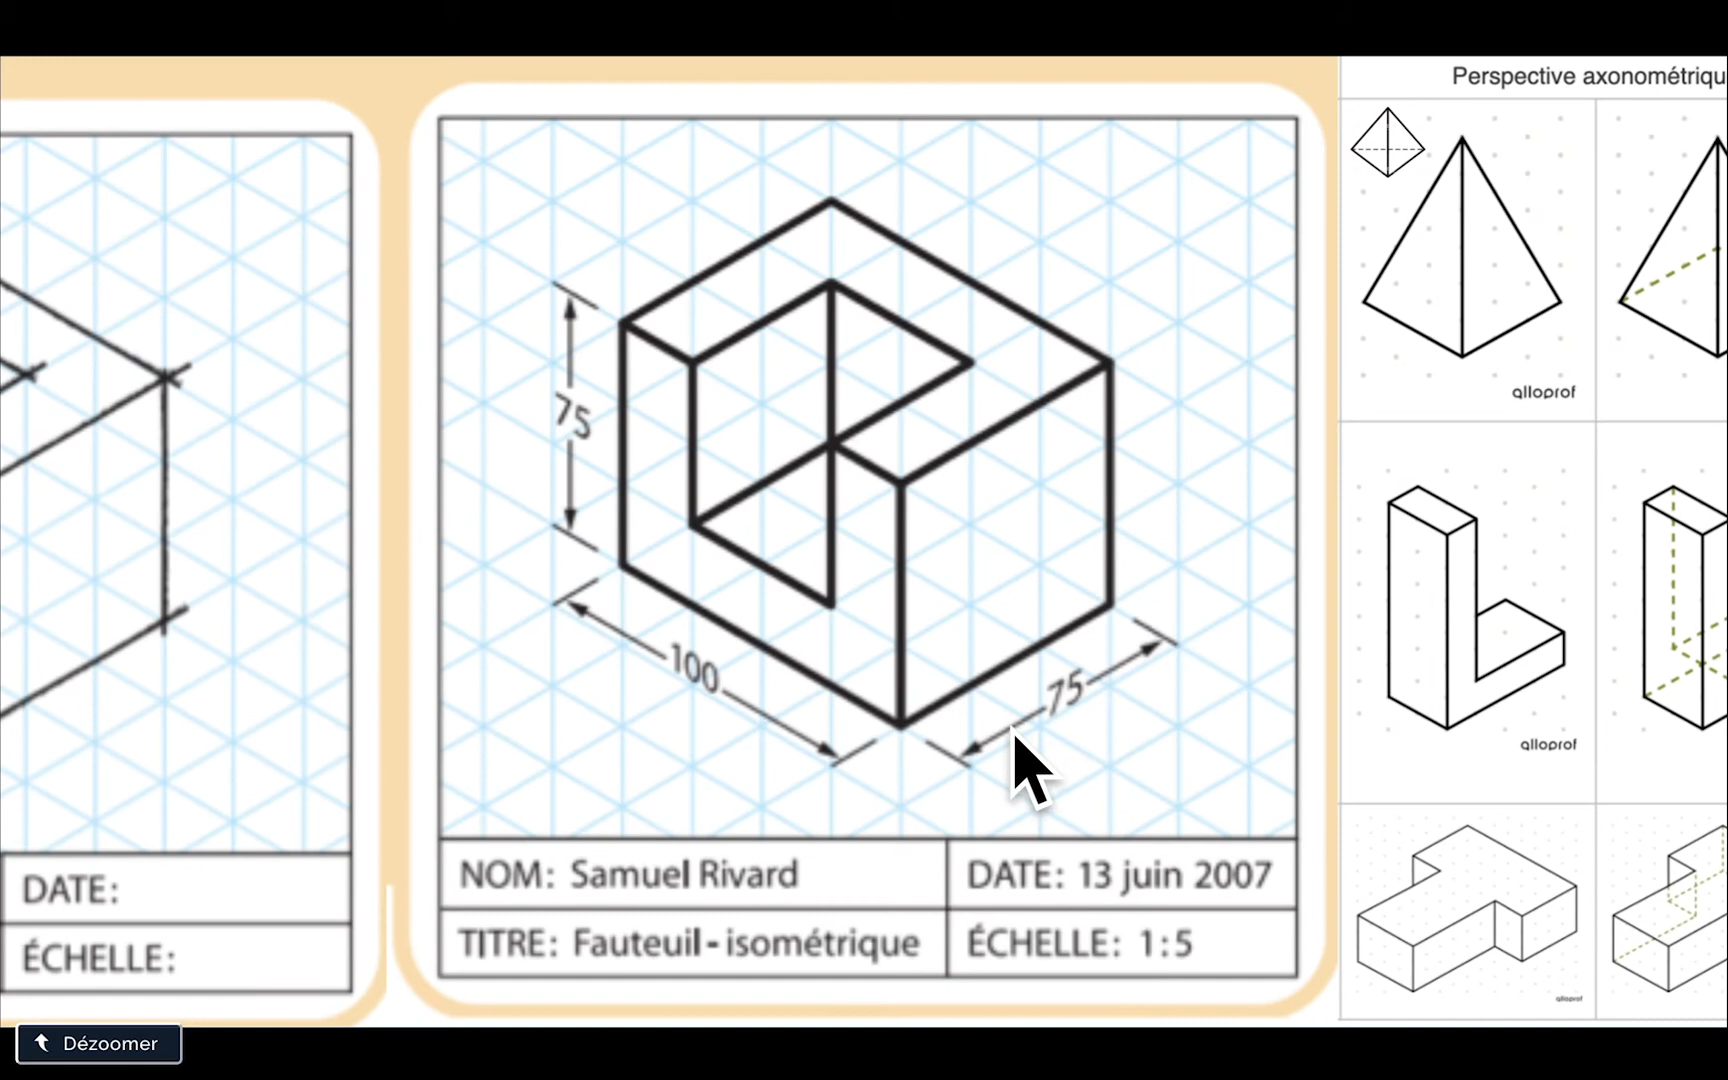 Perspective axonométriqu
75
100
75
alloprof
alloprof
alloprof
DATE:
ÉCHELLE:
NOM: Samuel Rivard
DATE: 13 juin 2007
TITRE: Fauteuil - isométrique
ÉCHELLE: 1:5
Dézoomer